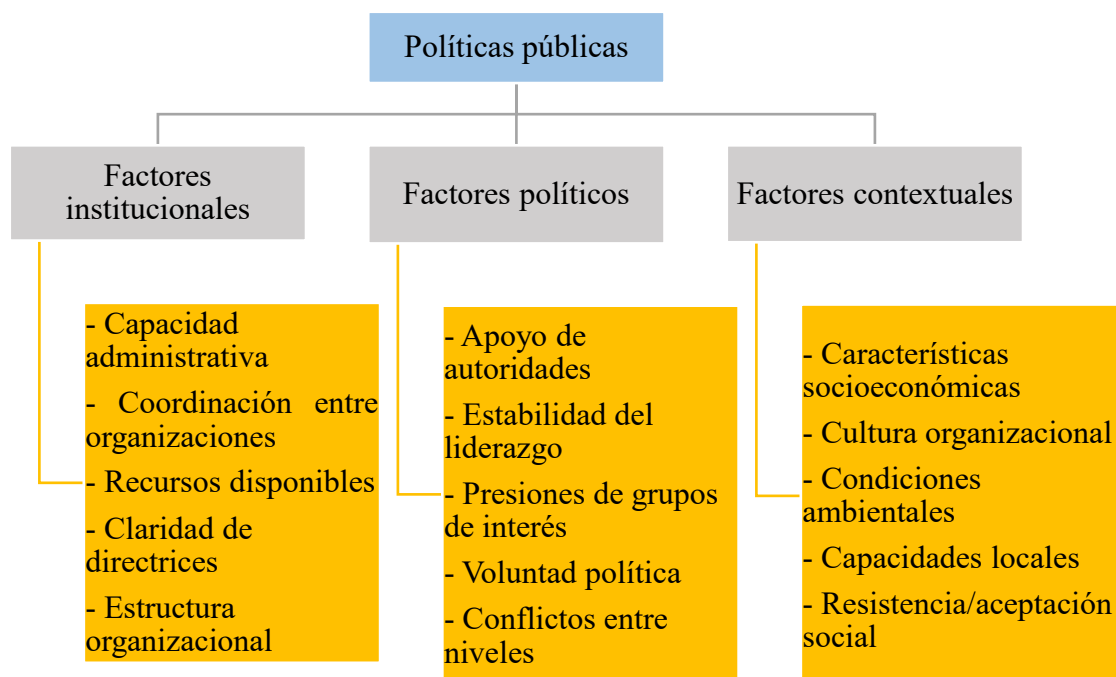 Políticas públicas
Factores
institucionales
Factores políticos
Factores contextuales
- Capacidad
administrativa
- Coordinación entre
organizaciones
- Recursos disponibles
- Claridad de
directrices
- Estructura
organizacional
- Apoyo de
autoridades
- Estabilidad del
liderazgo
- Presiones de grupos
de interés
- Voluntad política
- Conflictos entre
niveles
- Características
socioeconómicas
- Cultura organizacional
- Condiciones
ambientales
- Capacidades locales
- Resistencia/aceptación
social